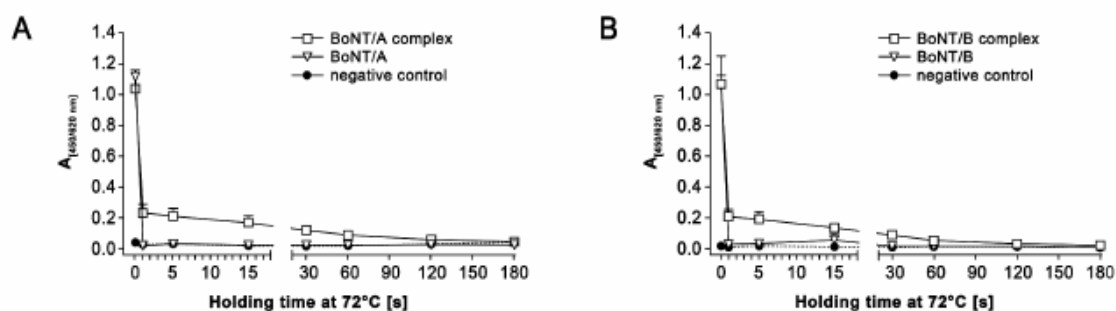 A
BoNT/A complex
BoNT/A
negative control
1.4
1.2
1.0
0.8
0.6
0.4
0.2
0.0
A[450/620 nm]
0 5 10 15 30 60 90 120 150 180
Holding time at 72°C [s]
B
BoNT/B complex
BoNT/B
negative control
1.4
1.2
1.0
0.8
0.6
0.4
0.2
0.0
A[450/620 nm]
0 5 10 15 30 60 90 120 150 180
Holding time at 72°C [s]